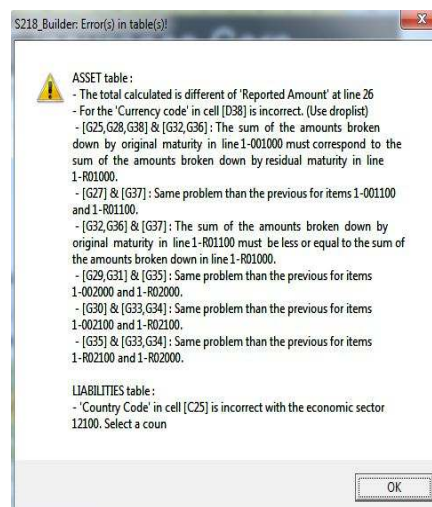 S218_Builder: Error(s) in table(s)!
ASSET table :
- The total calculated is different of 'Reported Amount' at line 26
- For the 'Currency code' in cell [D38] is incorrect. (Use droplist)
- [G25,G28,G38] & [G32,G36] : The sum of the amounts broken
down by original maturity in line 1-001000 must correspond to the
sum of the amounts broken down by residual maturity in line
1-R01000.
- [G27] & [G37] : Same problem than the previous for items 1-001100
and 1-R01100.
- [G32,G36] & [G37] : The sum of the amounts broken down by
original maturity in line 1-R01100 must be less or equal to the sum of
the amounts broken down in line 1-R01000.
- [G29,G31] & [G35] : Same problem than the previous for items
1-002000 and 1-R02000.
- [G30] & [G33,G34] : Same problem than the previous for items
1-002100 and 1-R02100.
- [G35] & [G33,G34] : Same problem than the previous for items
1-R02100 and 1-R02000.
LIABILITIES table :
- 'Country Code' in cell [C25] is incorrect with the economic sector
12100. Select a coun
OK